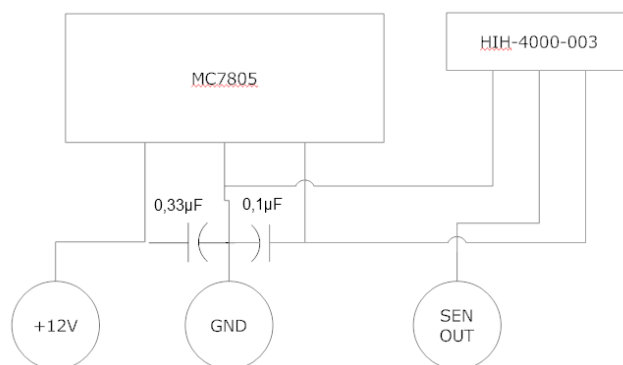 HIH-4000-003
MC7805
0,33µF
0,1µF
+12V
GND
SEN
OUT